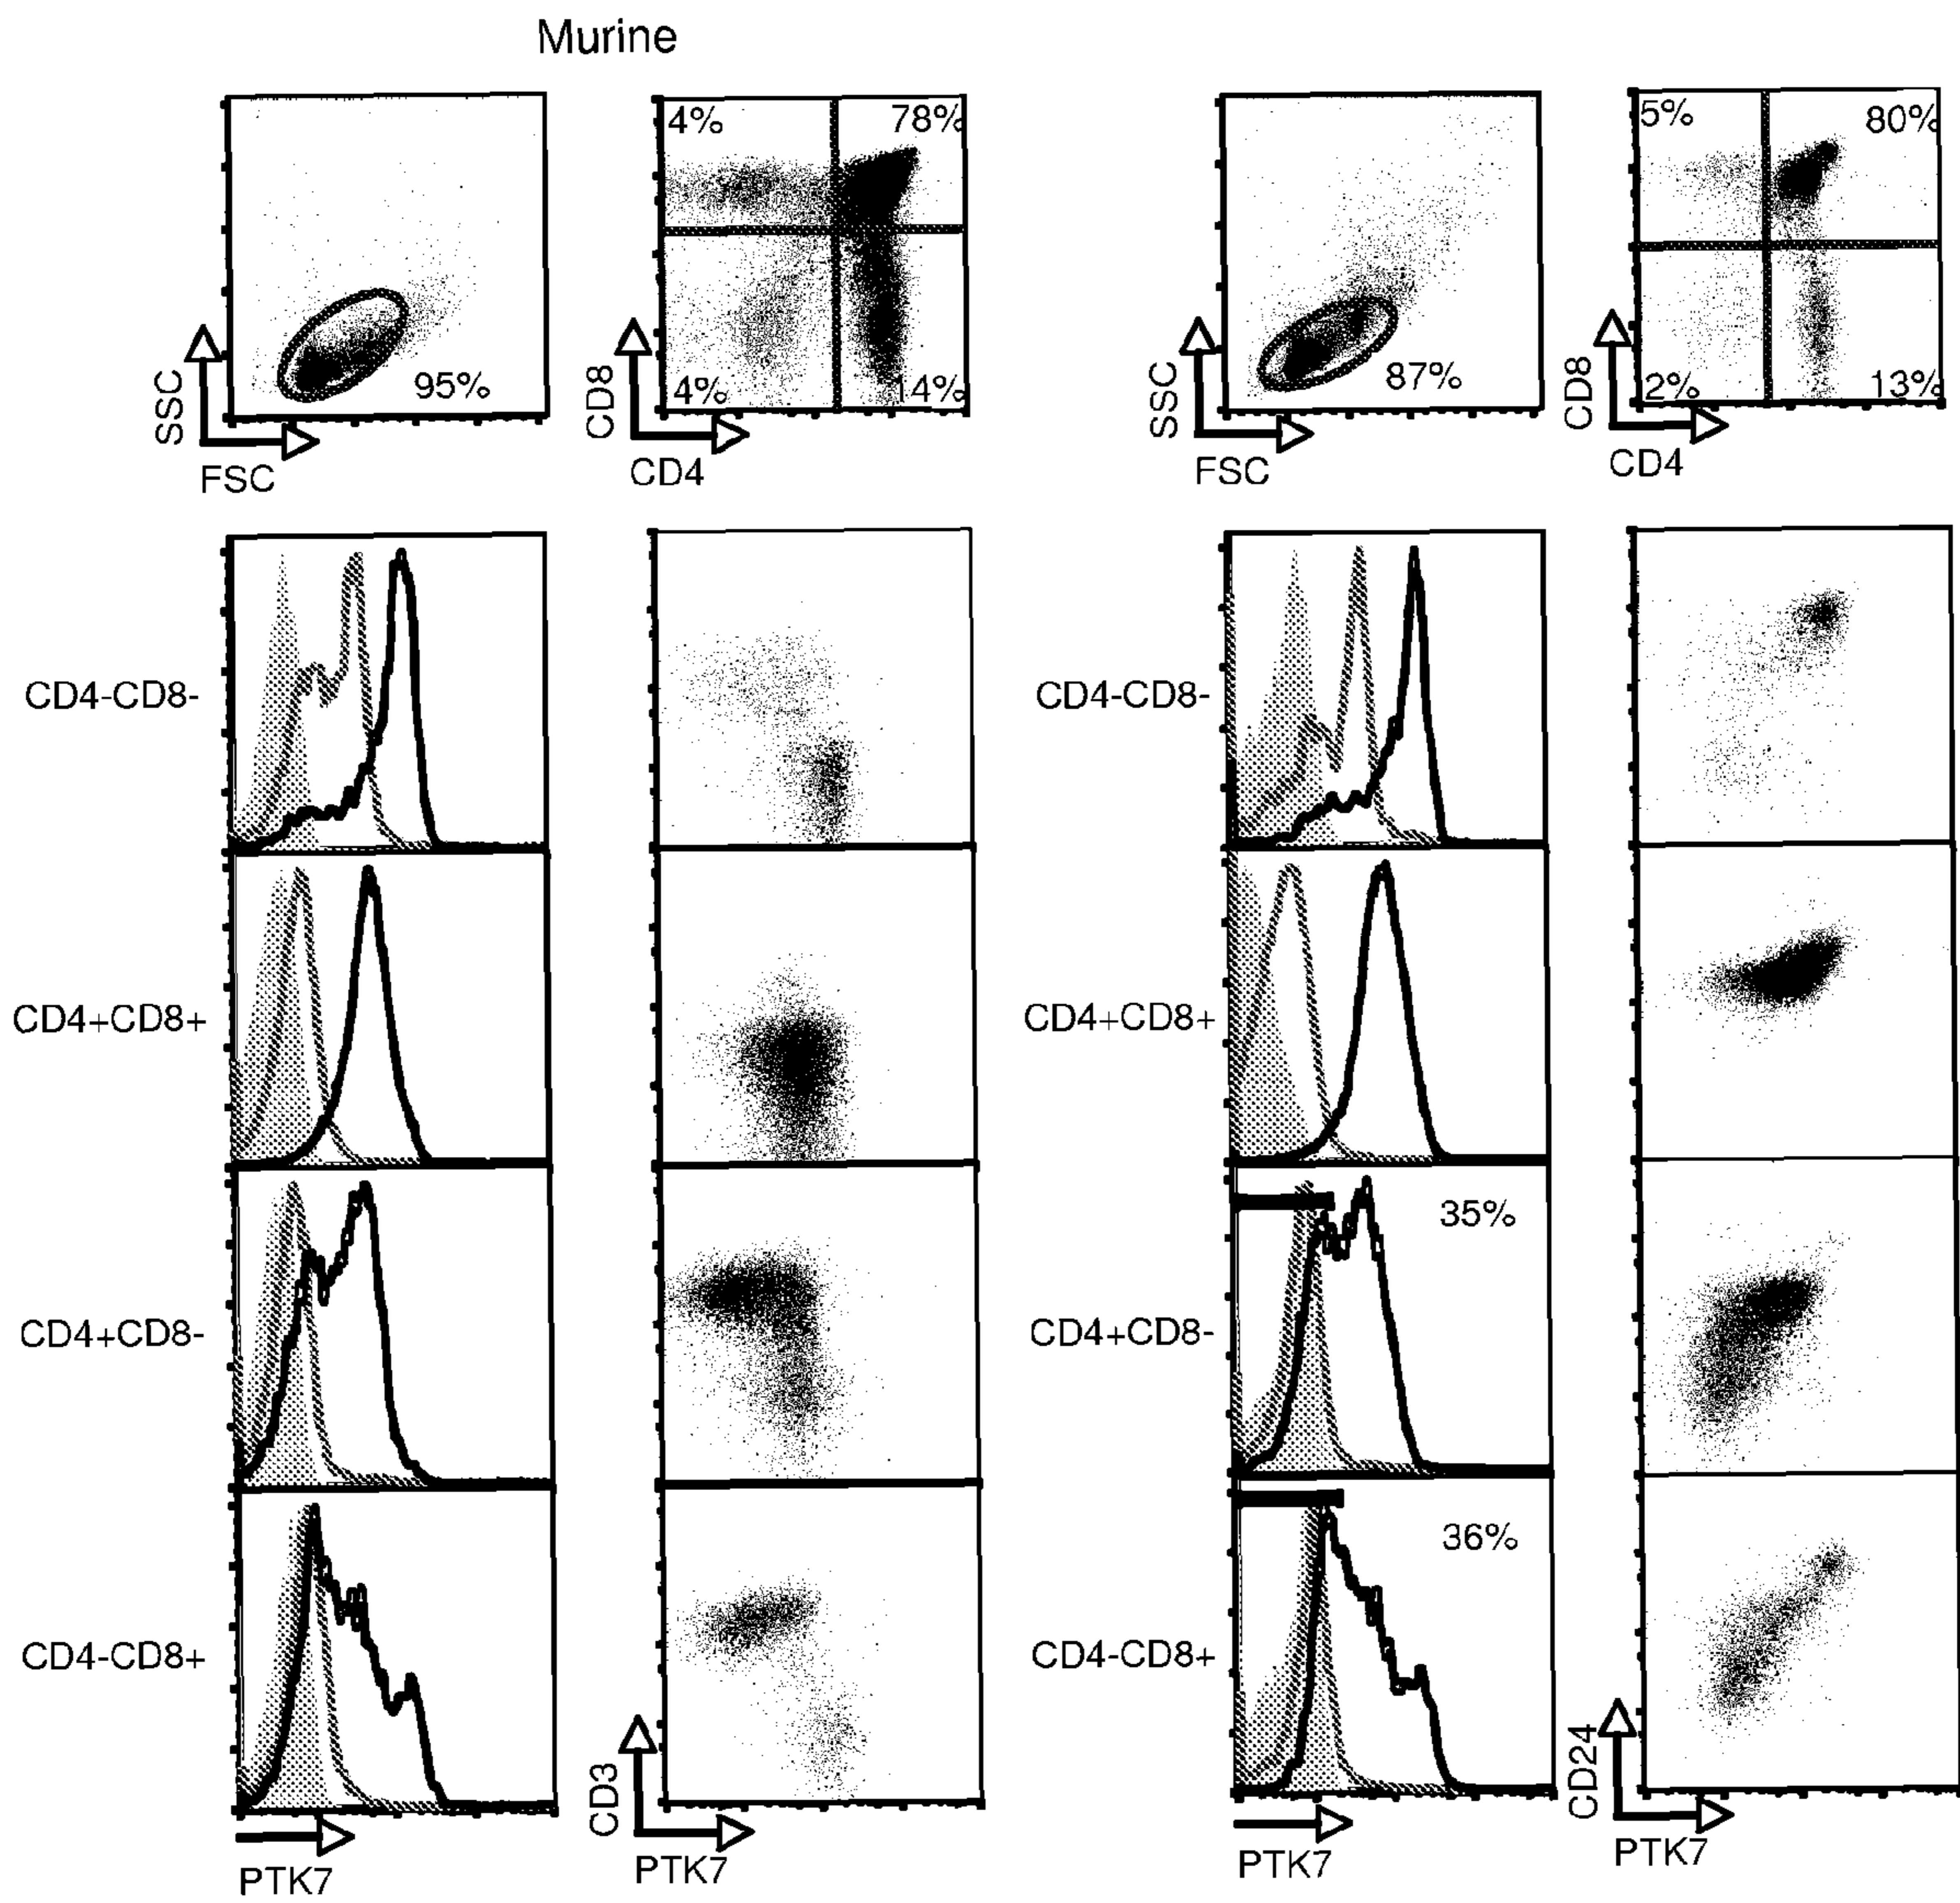 Murine
4% 78%
5% 80%
95%
4% 14%
87%
2% 13%
SSC
FSC
CD8
CD4
SSC
FSC
CD8
CD4
CD4-CD8-
CD4-CD8-
CD4+CD8+
CD4+CD8+
35%
CD4+CD8-
CD4+CD8-
36%
CD4-CD8+
CD4-CD8+
PTK7
CD3
PTK7
PTK7
CD24
PTK7